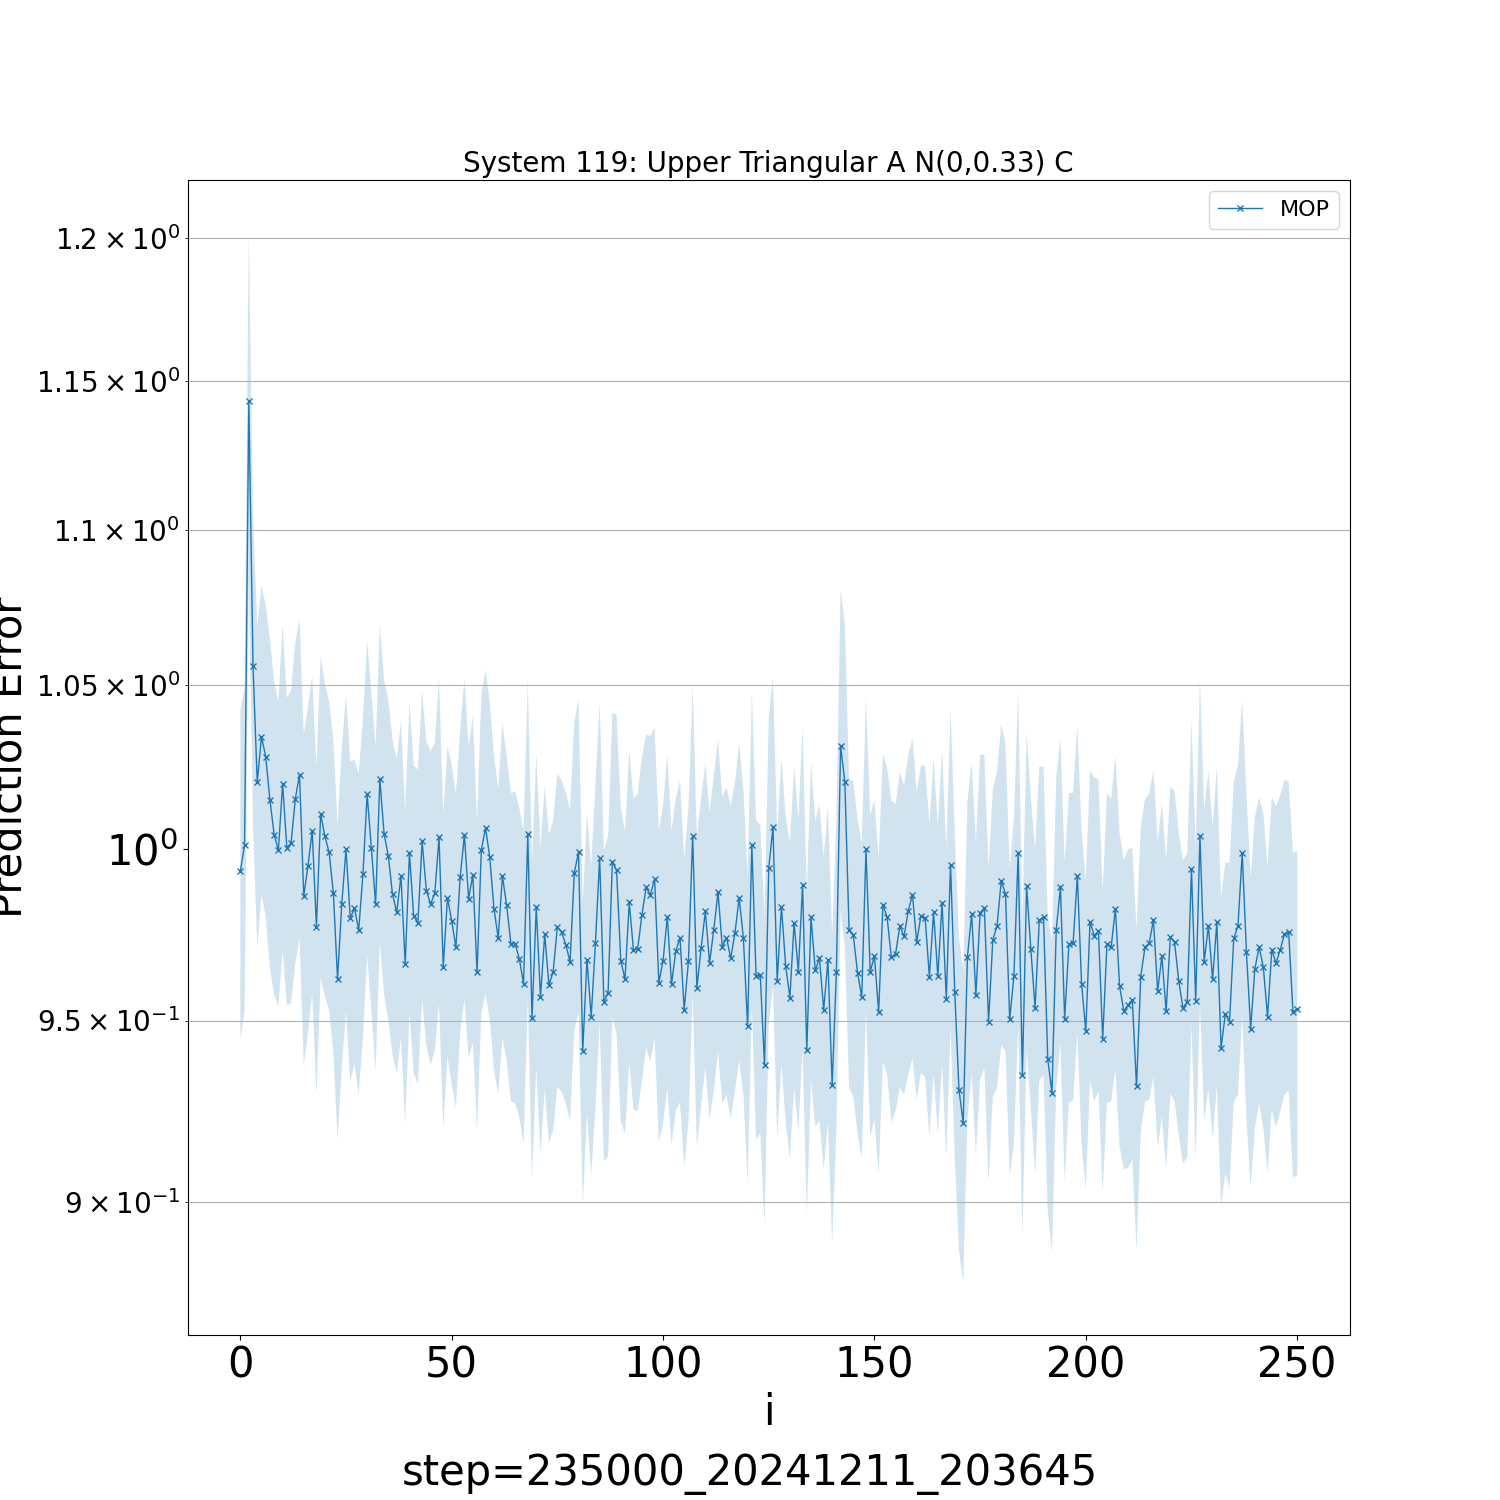 System 119: Upper Triangular A N(0,0.33) C
MOP
1.2 × 10⁰
1.15 × 10⁰
1.1 × 10⁰
1.05 × 10⁰
10⁰
9.5 × 10⁻¹
9 × 10⁻¹
Prediction Error
0 50 100 150 200 250
i
step=235000_20241211_203645